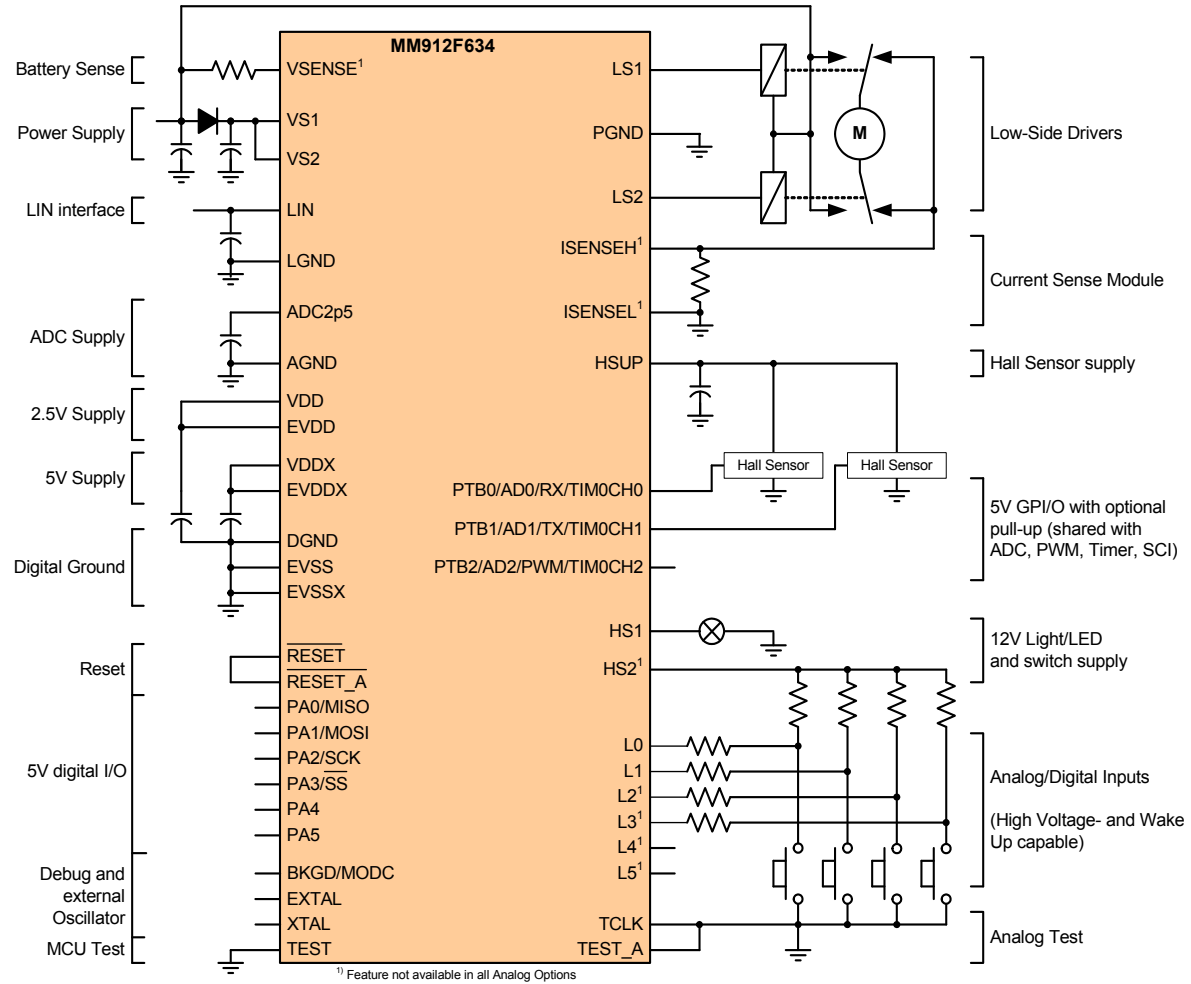 MM912F634
Battery Sense
Power Supply
LIN interface
ADC Supply
2.5V Supply
5V Supply
Digital Ground
Reset
5V digital I/O
Debug and
external
Oscillator
MCU Test
VSENSE¹
VS1
VS2
LIN
LGND
ADC2p5
AGND
VDD
EVDD
VDDX
EVDDX
DGND
EVSS
EVSSX
RESET
RESET_A
PA0/MISO
PA1/MOSI
PA2/SCK
PA3/SS
PA4
PA5
BKGD/MODC
EXTAL
XTAL
TEST
LS1
PGND
LS2
ISENSEH¹
ISENSEL¹
HSUP
PTB0/AD0/RX/TIM0CH0
PTB1/AD1/TX/TIM0CH1
PTB2/AD2/PWM/TIM0CH2
HS1
HS2¹
L0
L1
L2¹
L3¹
L4¹
L5¹
TCLK
TEST_A
M
Hall Sensor
Hall Sensor
Low-Side Drivers
Current Sense Module
Hall Sensor supply
5V GPI/O with optional
pull-up (shared with
ADC, PWM, Timer, SCI)
12V Light/LED
and switch supply
Analog/Digital Inputs
(High Voltage- and Wake
Up capable)
Analog Test
¹⁾ Feature not available in all Analog Options